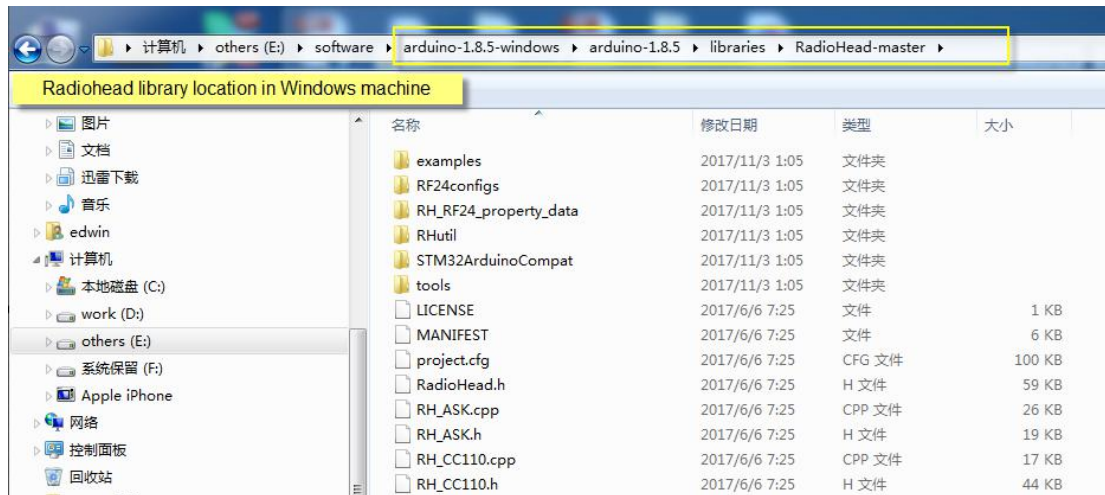 计算机 others (E:) software arduino-1.8.5-windows arduino-1.8.5 libraries RadioHead-master
Radiohead library location in Windows machine
图片
文档
迅雷下载
音乐
edwin
计算机
本地磁盘 (C:)
work (D:)
others (E:)
系统保留 (F:)
Apple iPhone
网络
控制面板
回收站
名称 修改日期 类型 大小
examples 2017/11/3 1:05 文件夹
RF24configs 2017/11/3 1:05 文件夹
RH_RF24_property_data 2017/11/3 1:05 文件夹
RHutil 2017/11/3 1:05 文件夹
STM32ArduinoCompat 2017/11/3 1:05 文件夹
tools 2017/11/3 1:05 文件夹
LICENSE 2017/6/6 7:25 文件 1 KB
MANIFEST 2017/6/6 7:25 文件 6 KB
project.cfg 2017/6/6 7:25 CFG 文件 100 KB
RadioHead.h 2017/6/6 7:25 H 文件 59 KB
RH_ASK.cpp 2017/6/6 7:25 CPP 文件 26 KB
RH_ASK.h 2017/6/6 7:25 H 文件 19 KB
RH_CC110.cpp 2017/6/6 7:25 CPP 文件 17 KB
RH_CC110.h 2017/6/6 7:25 H 文件 44 KB